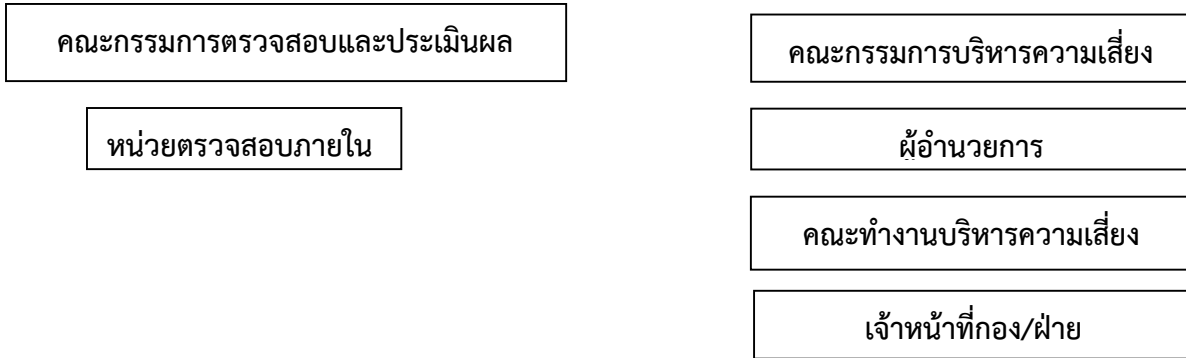 คณะกรรมการตรวจสอบและประเมินผล
คณะกรรมการบริหารความเสี่ยง
หน่วยตรวจสอบภายใน
ผู้อำนวยการ
คณะทำงานบริหารความเสี่ยง
เจ้าหน้าที่กอง/ฝ่าย